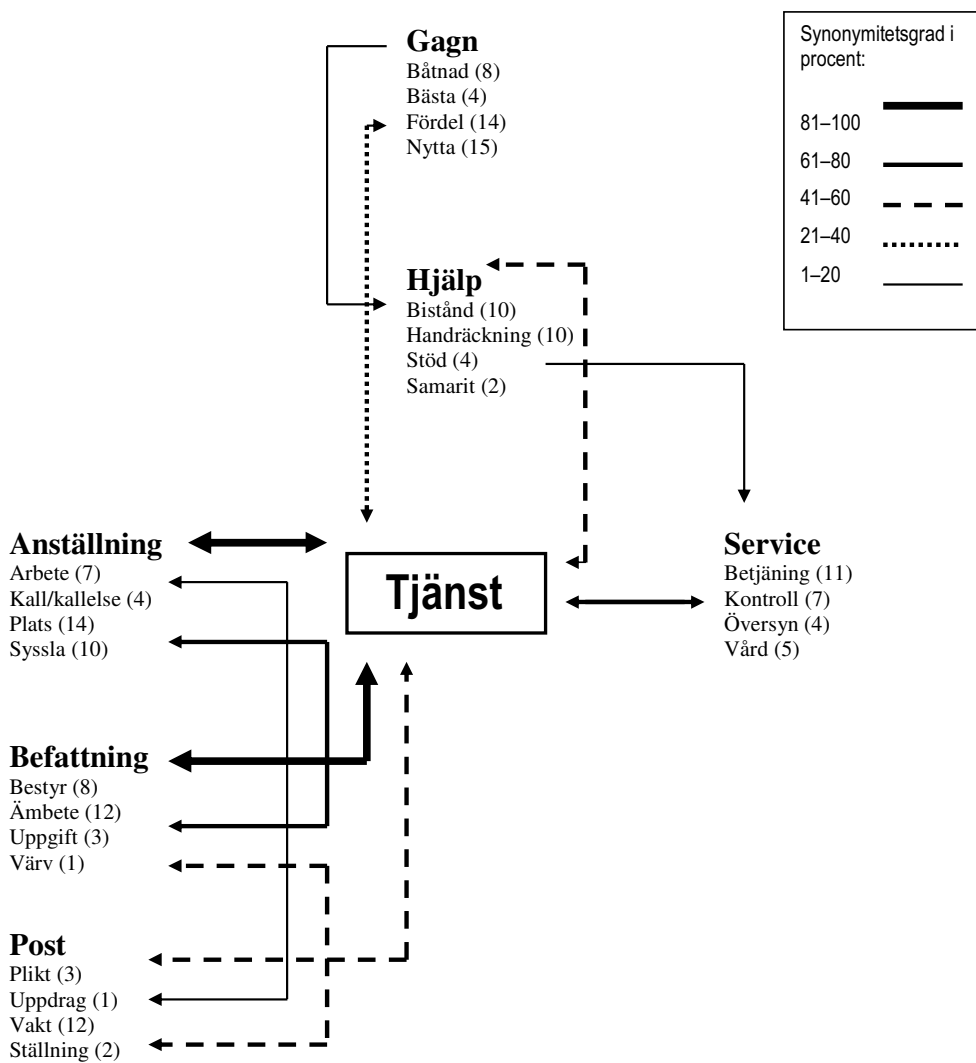 Gagn
Båtnad (8)
Bästa (4)
Fördel (14)
Nytta (15)
Synonymitetsgrad i
procent:
81–100
61–80
41–60
21–40
1–20
Hjälp
Bistånd (10)
Handräckning (10)
Stöd (4)
Samarit (2)
Anställning
Arbete (7)
Kall/kallelse (4)
Plats (14)
Syssla (10)
Tjänst
Service
Betjäning (11)
Kontroll (7)
Översyn (4)
Vård (5)
Befattning
Bestyr (8)
Ämbete (12)
Uppgift (3)
Värv (1)
Post
Plikt (3)
Uppdrag (1)
Vakt (12)
Ställning (2)